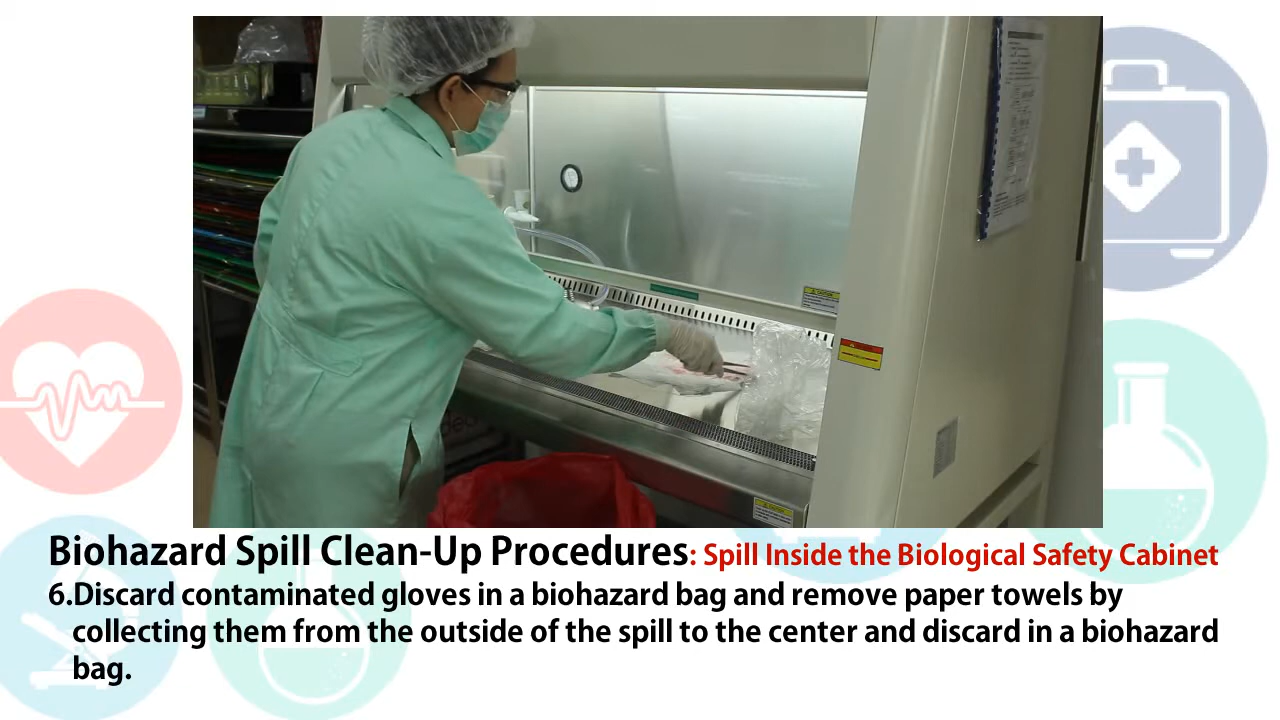 Biohazard Spill Clean-Up Procedures: Spill Inside the Biological Safety Cabinet
6.Discard contaminated gloves in a biohazard bag and remove paper towels by
collecting them from the outside of the spill to the center and discard in a biohazard
bag.